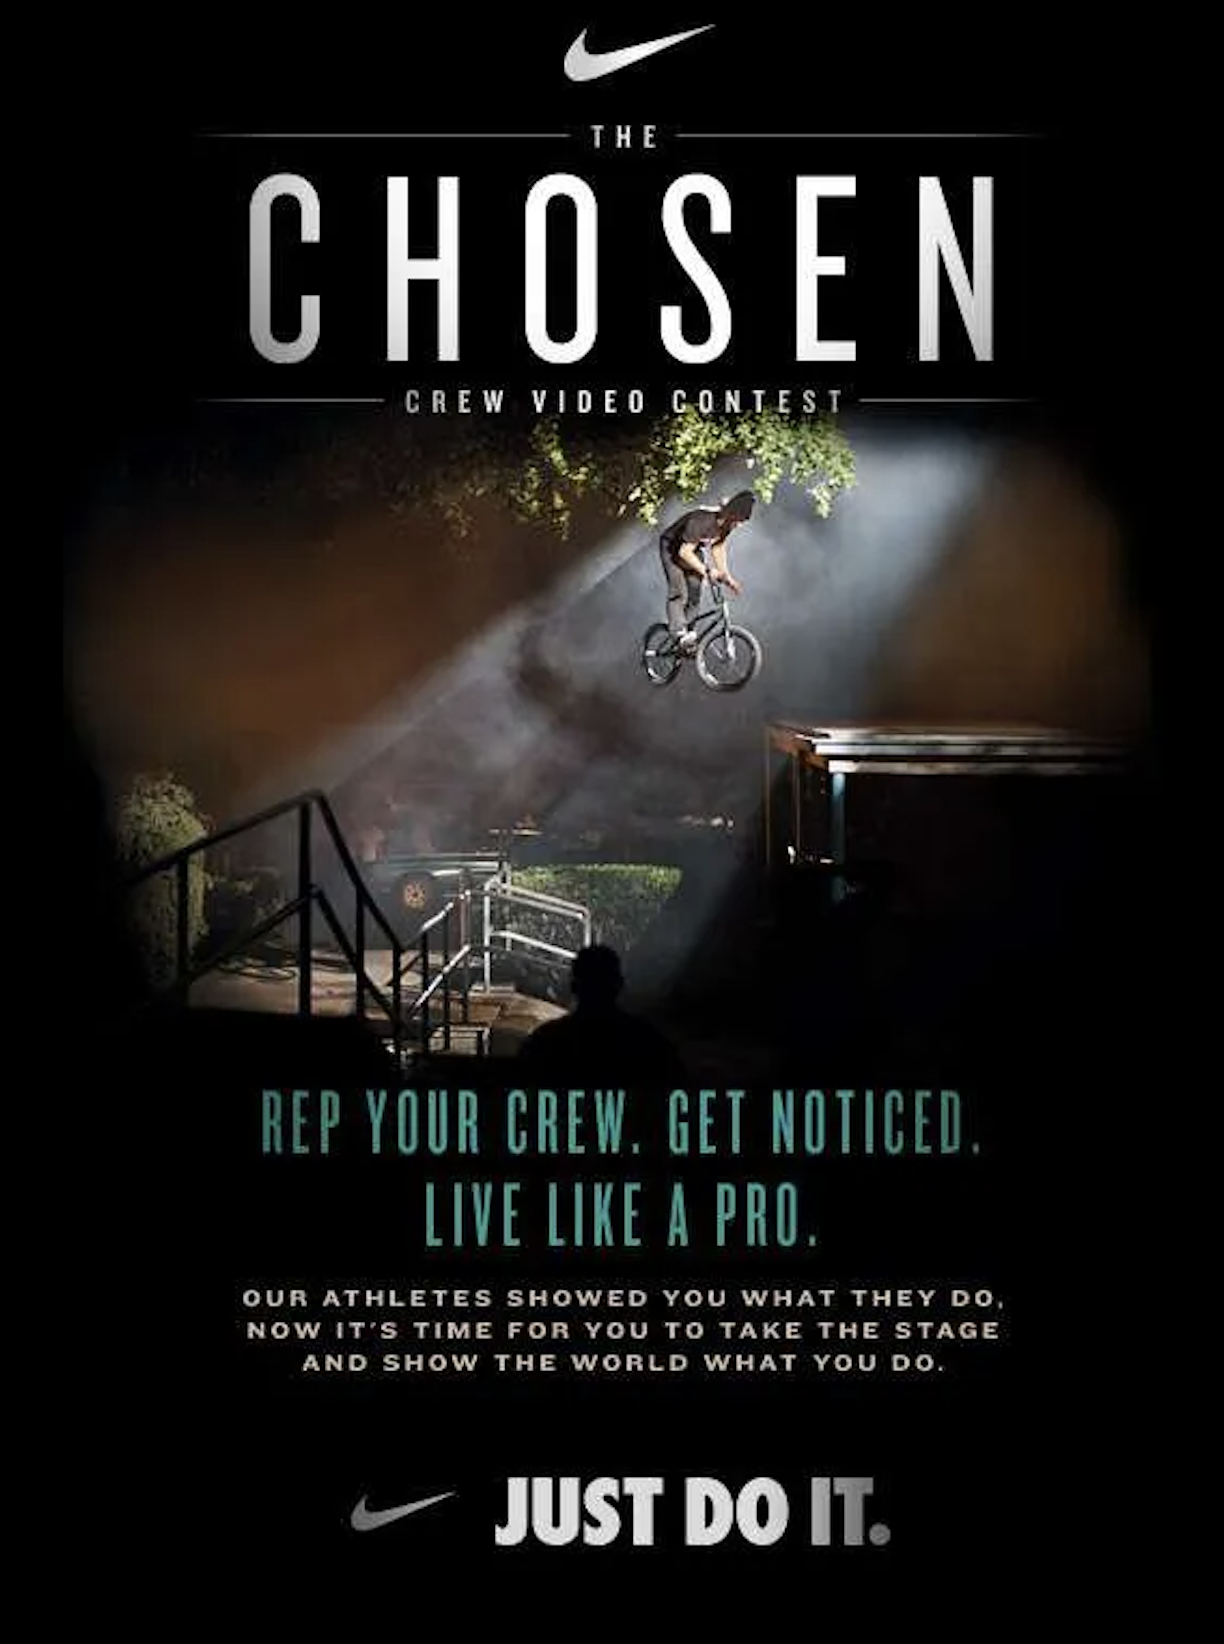 THE
CHOSEN
CREW VIDEO CONTEST
REP YOUR CREW. GET NOTICED.
LIVE LIKE A PRO.
OUR ATHLETES SHOWED YOU WHAT THEY DO,
NOW IT'S TIME FOR YOU TO TAKE THE STAGE
AND SHOW THE WORLD WHAT YOU DO.
JUST DO IT.